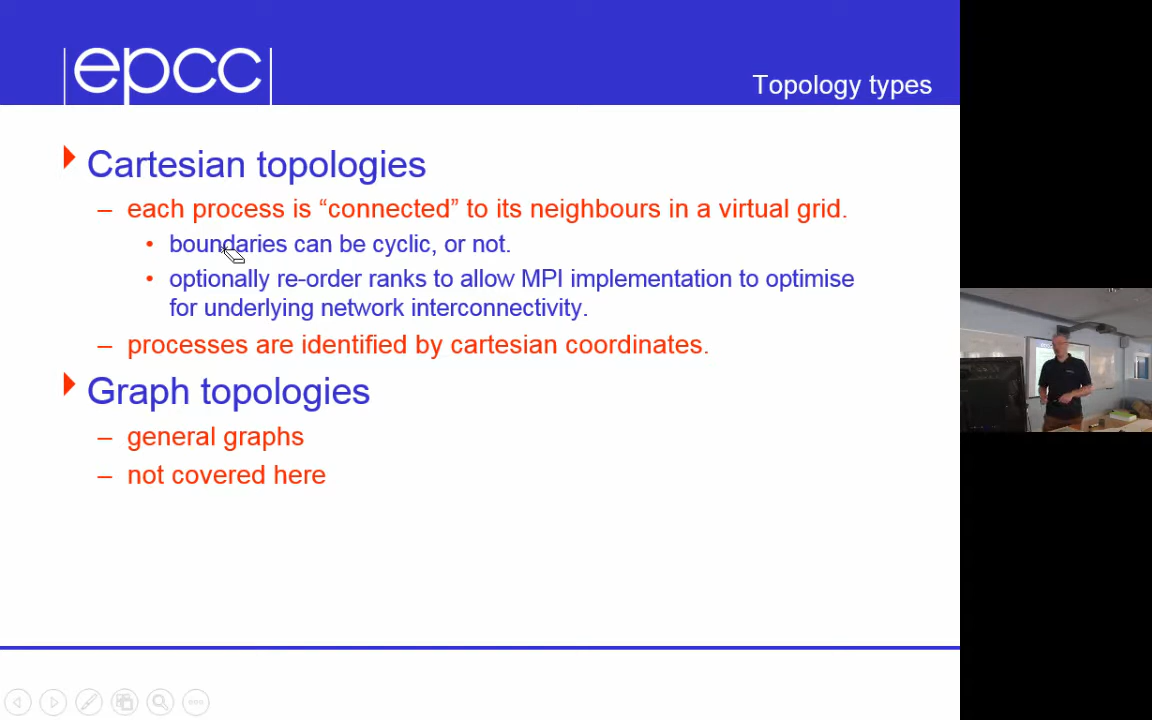 |epcc|
Topology types
Cartesian topologies
– each process is “connected” to its neighbours in a virtual grid.
• boundaries can be cyclic, or not.
• optionally re-order ranks to allow MPI implementation to optimise
for underlying network interconnectivity.
– processes are identified by cartesian coordinates.
Graph topologies
– general graphs
– not covered here